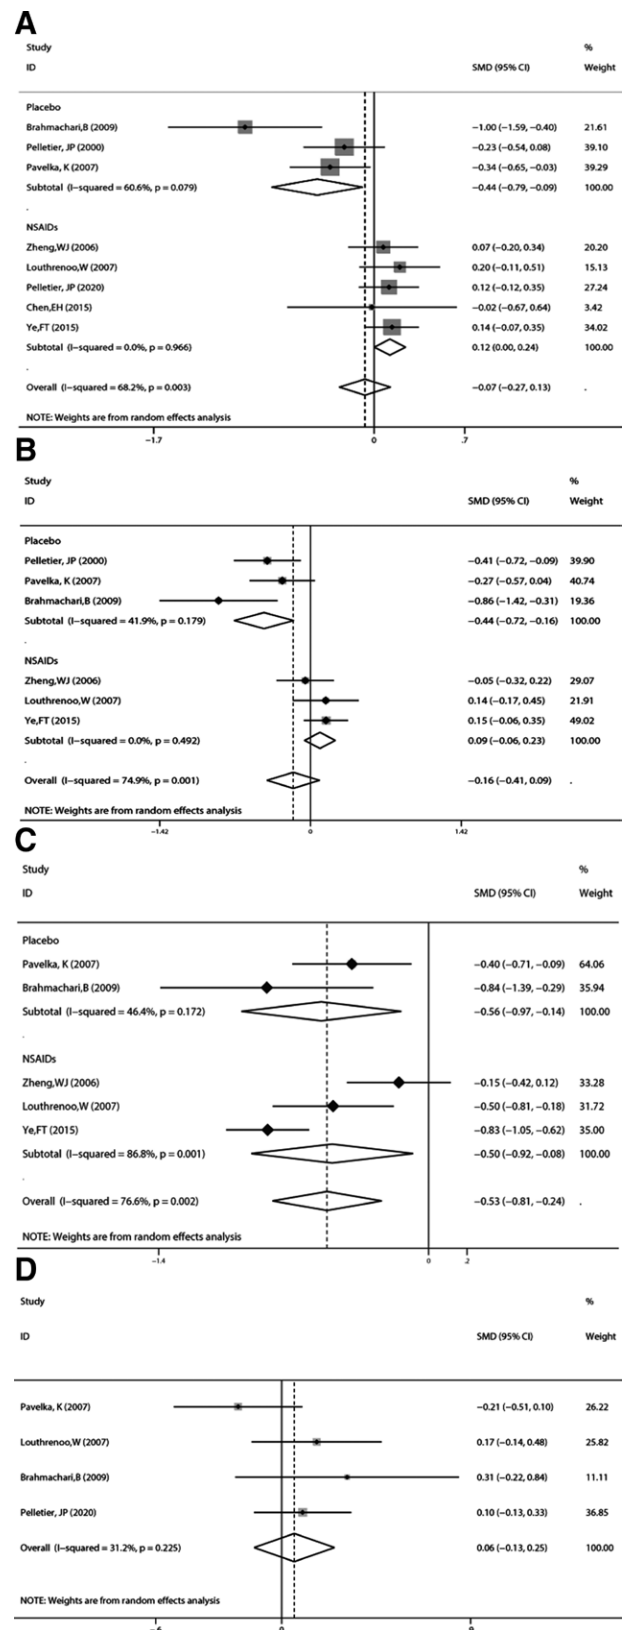 A
Study %
ID SMD (95% CI) Weight
Placebo
Brahmachari,B (2009) −1.00 (−1.59, −0.40) 21.61
Pelletier, JP (2000) −0.23 (−0.54, 0.08) 39.10
Pavelka, K (2007) −0.34 (−0.65, −0.03) 39.29
Subtotal (I−squared = 60.6%, p = 0.079) −0.44 (−0.79, −0.09) 100.00
.
NSAIDs
Zheng,WJ (2006) 0.07 (−0.20, 0.34) 20.20
Louthrenoo,W (2007) 0.20 (−0.11, 0.51) 15.13
Pelletier, JP (2020) 0.12 (−0.12, 0.35) 27.24
Chen,EH (2015) −0.02 (−0.67, 0.64) 3.42
Ye,FT (2015) 0.14 (−0.07, 0.35) 34.02
Subtotal (I−squared = 0.0%, p = 0.966) 0.12 (0.00, 0.24) 100.00
.
Overall (I−squared = 68.2%, p = 0.003) −0.07 (−0.27, 0.13) .
NOTE: Weights are from random effects analysis
−1.7 0 .7
B
Study %
ID SMD (95% CI) Weight
Placebo
Pelletier, JP (2000) −0.41 (−0.72, −0.09) 39.90
Pavelka, K (2007) −0.27 (−0.57, 0.04) 40.74
Brahmachari,B (2009) −0.86 (−1.42, −0.31) 19.36
Subtotal (I−squared = 41.9%, p = 0.179) −0.44 (−0.72, −0.16) 100.00
.
NSAIDs
Zheng,WJ (2006) −0.05 (−0.32, 0.22) 29.07
Louthrenoo,W (2007) 0.14 (−0.17, 0.45) 21.91
Ye,FT (2015) 0.15 (−0.06, 0.35) 49.02
Subtotal (I−squared = 0.0%, p = 0.492) 0.09 (−0.06, 0.23) 100.00
.
Overall (I−squared = 74.9%, p = 0.001) −0.16 (−0.41, 0.09) .
NOTE: Weights are from random effects analysis
−1.42 0 1.42
C
Study %
ID SMD (95% CI) Weight
Placebo
Pavelka, K (2007) −0.40 (−0.71, −0.09) 64.06
Brahmachari,B (2009) −0.84 (−1.39, −0.29) 35.94
Subtotal (I−squared = 46.4%, p = 0.172) −0.56 (−0.97, −0.14) 100.00
.
NSAIDs
Zheng,WJ (2006) −0.15 (−0.42, 0.12) 33.28
Louthrenoo,W (2007) −0.50 (−0.81, −0.18) 31.72
Ye,FT (2015) −0.83 (−1.05, −0.62) 35.00
Subtotal (I−squared = 86.8%, p = 0.001) −0.50 (−0.92, −0.08) 100.00
.
Overall (I−squared = 76.6%, p = 0.002) −0.53 (−0.81, −0.24) .
NOTE: Weights are from random effects analysis
−1.4 0 .2
D
Study %
ID SMD (95% CI) Weight
Pavelka, K (2007) −0.21 (−0.51, 0.10) 26.22
Louthrenoo,W (2007) 0.17 (−0.14, 0.48) 25.82
Brahmachari,B (2009) 0.31 (−0.22, 0.84) 11.11
Pelletier, JP (2020) 0.10 (−0.13, 0.33) 36.85
Overall (I−squared = 31.2%, p = 0.225) 0.06 (−0.13, 0.25) 100.00
NOTE: Weights are from random effects analysis